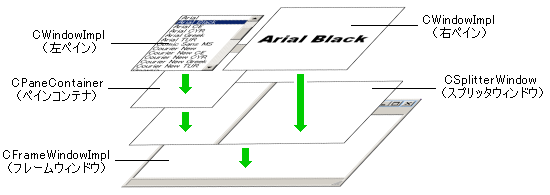 CWindowImpl
(左ペイン)
Arial
Arial Black
Arial CE
Arial CYR
Arial Greek
Arial TUR
Comic Sans MS
Courier New
Courier New CE
Courier New CYR
Courier New Greek
Courier New TUR
Arial Black
CWindowImpl
(右ペイン)
CPaneContainer
(ペインコンテナ)
CSplitterWindow
(スプリッタウィンドウ)
CFrameWindowImpl
(フレームウィンドウ)